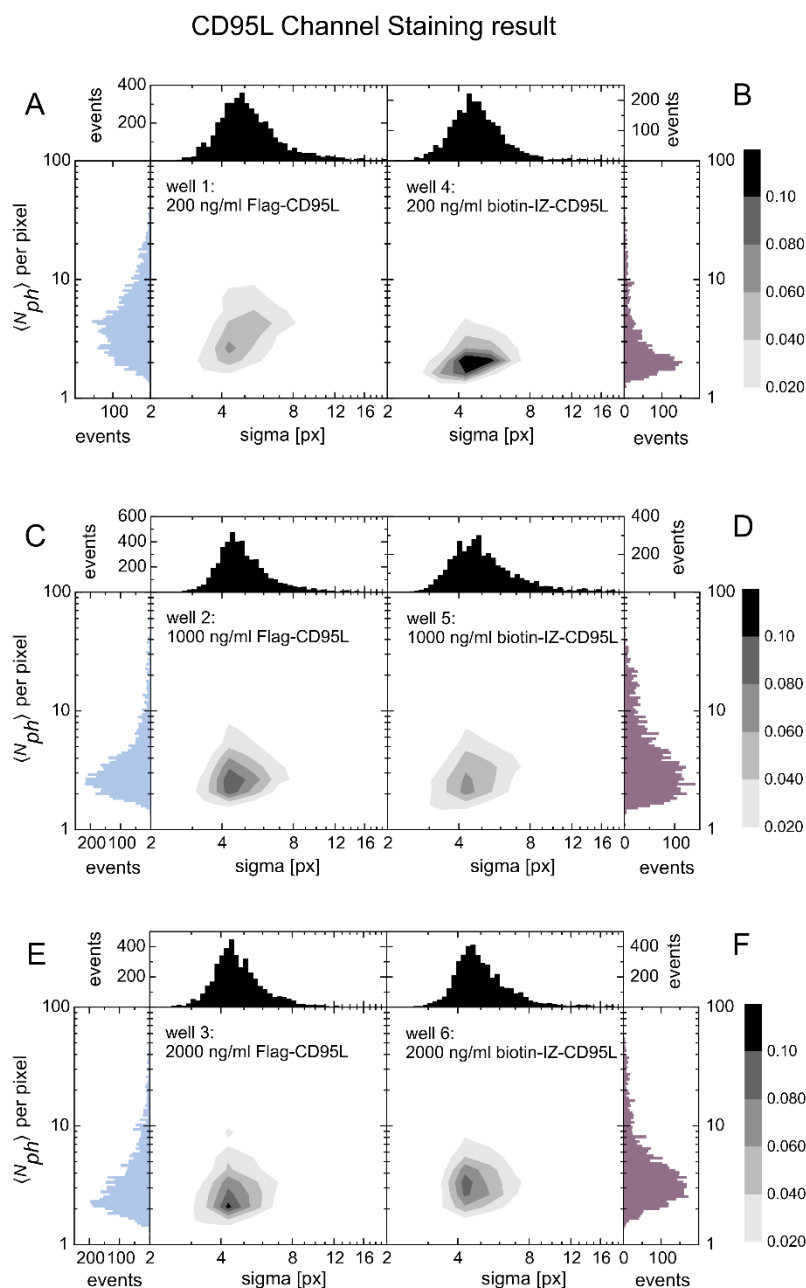 CD95L Channel Staining result
A
B
events
400
200
200
100
0
events
well 1:
200 ng/ml Flag-CD95L
well 4:
200 ng/ml biotin-IZ-CD95L
⟨Nph⟩ per pixel
100
10
1
100
10
1
0.10
0.080
0.060
0.040
0.020
100 2 4 8 12 16 2 4 8 12 16 0 100
events
sigma [px]
sigma [px]
events
C
D
events
600
400
200
400
200
0
events
well 2:
1000 ng/ml Flag-CD95L
well 5:
1000 ng/ml biotin-IZ-CD95L
⟨Nph⟩ per pixel
100
10
1
100
10
1
0.10
0.080
0.060
0.040
0.020
200 100 2 4 8 12 16 2 4 8 12 16 0 100
events
sigma [px]
sigma [px]
events
E
F
events
400
200
400
200
0
events
well 3:
2000 ng/ml Flag-CD95L
well 6:
2000 ng/ml biotin-IZ-CD95L
⟨Nph⟩ per pixel
100
10
1
100
10
1
0.10
0.080
0.060
0.040
0.020
200 100 2 4 8 12 16 2 4 8 12 16 0 100
events
sigma [px]
sigma [px]
events